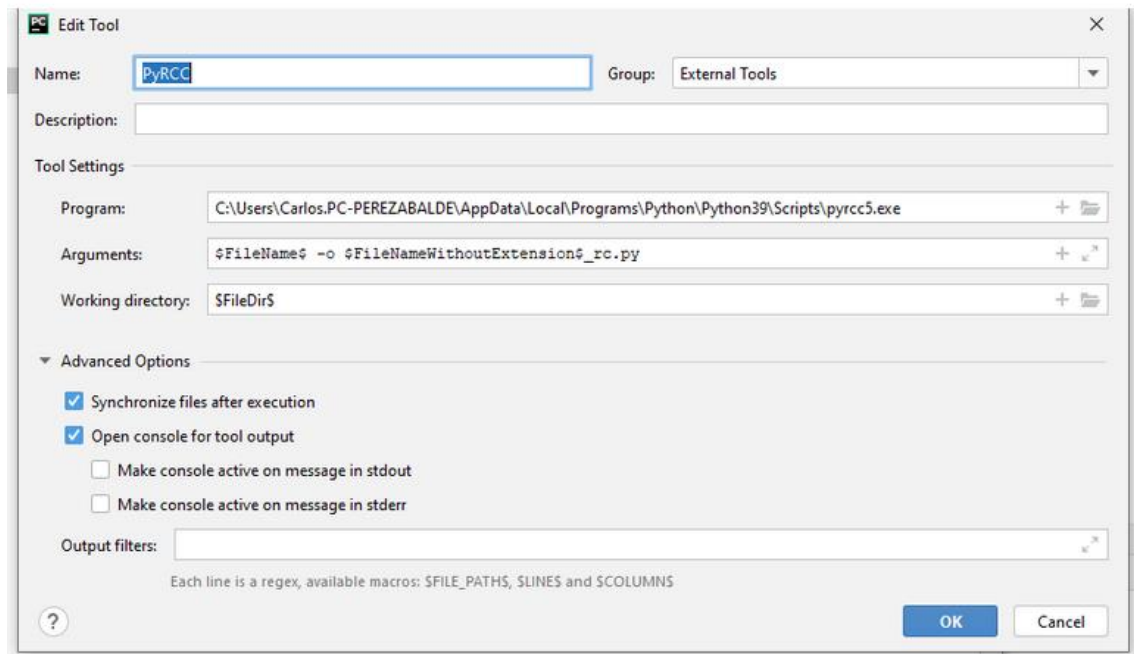 PC Edit Tool
Name: PyRCC Group: External Tools
Description:
Tool Settings
Program: C:\Users\Carlos.PC-PEREZABALDE\AppData\Local\Programs\Python\Python39\Scripts\pyrcc5.exe
Arguments: $FileName$ -o $FileNameWithoutExtension$_rc.py
Working directory: $FileDir$
Advanced Options
Synchronize files after execution
Open console for tool output
Make console active on message in stdout
Make console active on message in stderr
Output filters:
Each line is a regex, available macros: $FILE_PATH$, $LINE$ and $COLUMN$
? OK Cancel